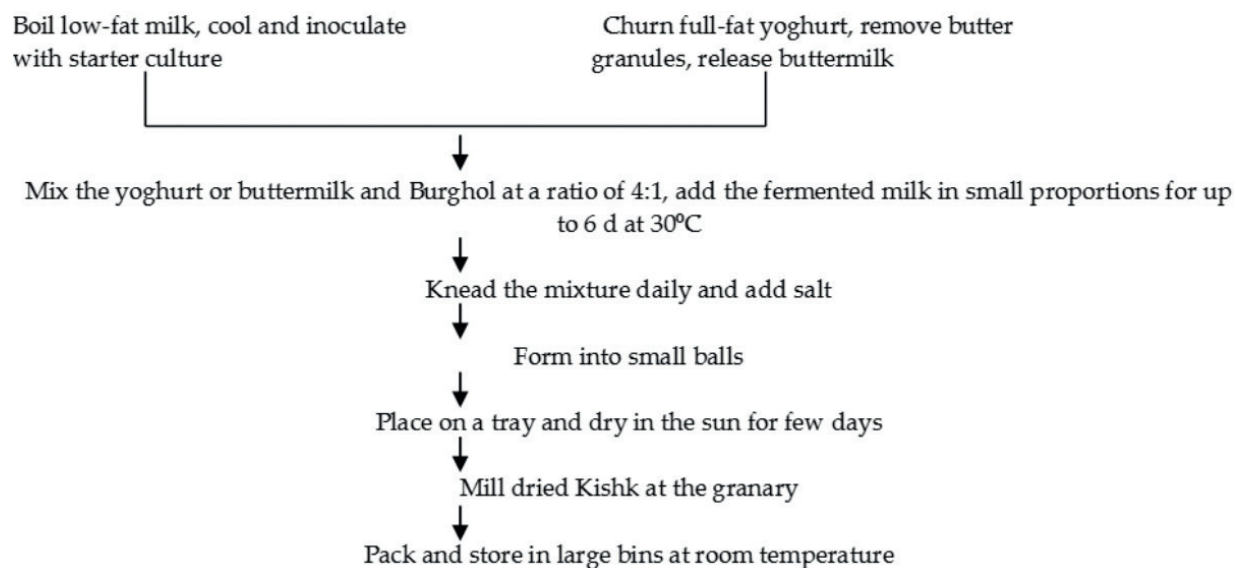 Boil low-fat milk, cool and inoculate
with starter culture
Churn full-fat yoghurt, remove butter
granules, release buttermilk
Mix the yoghurt or buttermilk and Burghol at a ratio of 4:1, add the fermented milk in small proportions for up
to 6 d at 30⁰C
Knead the mixture daily and add salt
Form into small balls
Place on a tray and dry in the sun for few days
Mill dried Kishk at the granary
Pack and store in large bins at room temperature